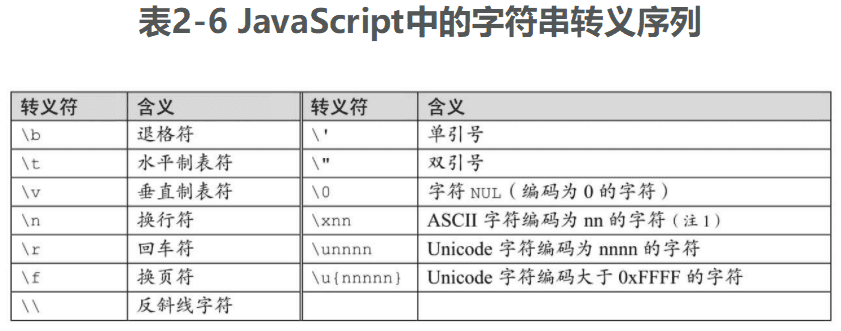 表2-6 JavaScript中的字符串转义序列
转义符 含义 转义符 含义
\b 退格符 \' 单引号
\t 水平制表符 \" 双引号
\v 垂直制表符 \0 字符 NUL（编码为 0 的字符）
\n 换行符 \xnn ASCII 字符编码为 nn 的字符（注 1）
\r 回车符 \unnnn Unicode 字符编码为 nnnn 的字符
\f 换页符 \u{nnnnn} Unicode 字符编码大于 0xFFFF 的字符
\\ 反斜线字符